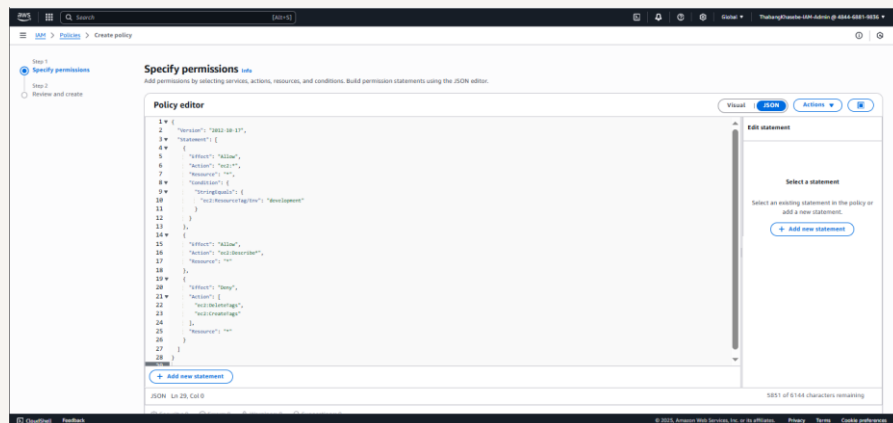 aws
Search
[Alt+S]
Global
ThabangKhasebe-IAM-Admin @ 4844-6881-9836
IAM > Policies > Create policy
Step 1
Specify permissions
Step 2
Review and create
Specify permissions Info
Add permissions by selecting services, actions, resources, and conditions. Build permission statements using the JSON editor.
Policy editor
Visual
JSON
Actions
1 {
2 "Version": "2012-10-17",
3 "Statement": [
4 {
5 "Effect": "Allow",
6 "Action": "ec2:*",
7 "Resource": "*",
8 "Condition": {
9 "StringEquals": {
10 "ec2:ResourceTag/Env": "development"
11 }
12 }
13 },
14 {
15 "Effect": "Allow",
16 "Action": "ec2:Describe*",
17 "Resource": "*"
18 },
19 {
20 "Effect": "Deny",
21 "Action": [
22 "ec2:DeleteTags",
23 "ec2:CreateTags"
24 ],
25 "Resource": "*"
26 }
27 ]
28 }
Edit statement
Select a statement
Select an existing statement in the policy or
add a new statement.
+ Add new statement
+ Add new statement
JSON Ln 29, Col 0
5851 of 6144 characters remaining
CloudShell Feedback
© 2025, Amazon Web Services, Inc. or its affiliates. Privacy Terms Cookie preferences